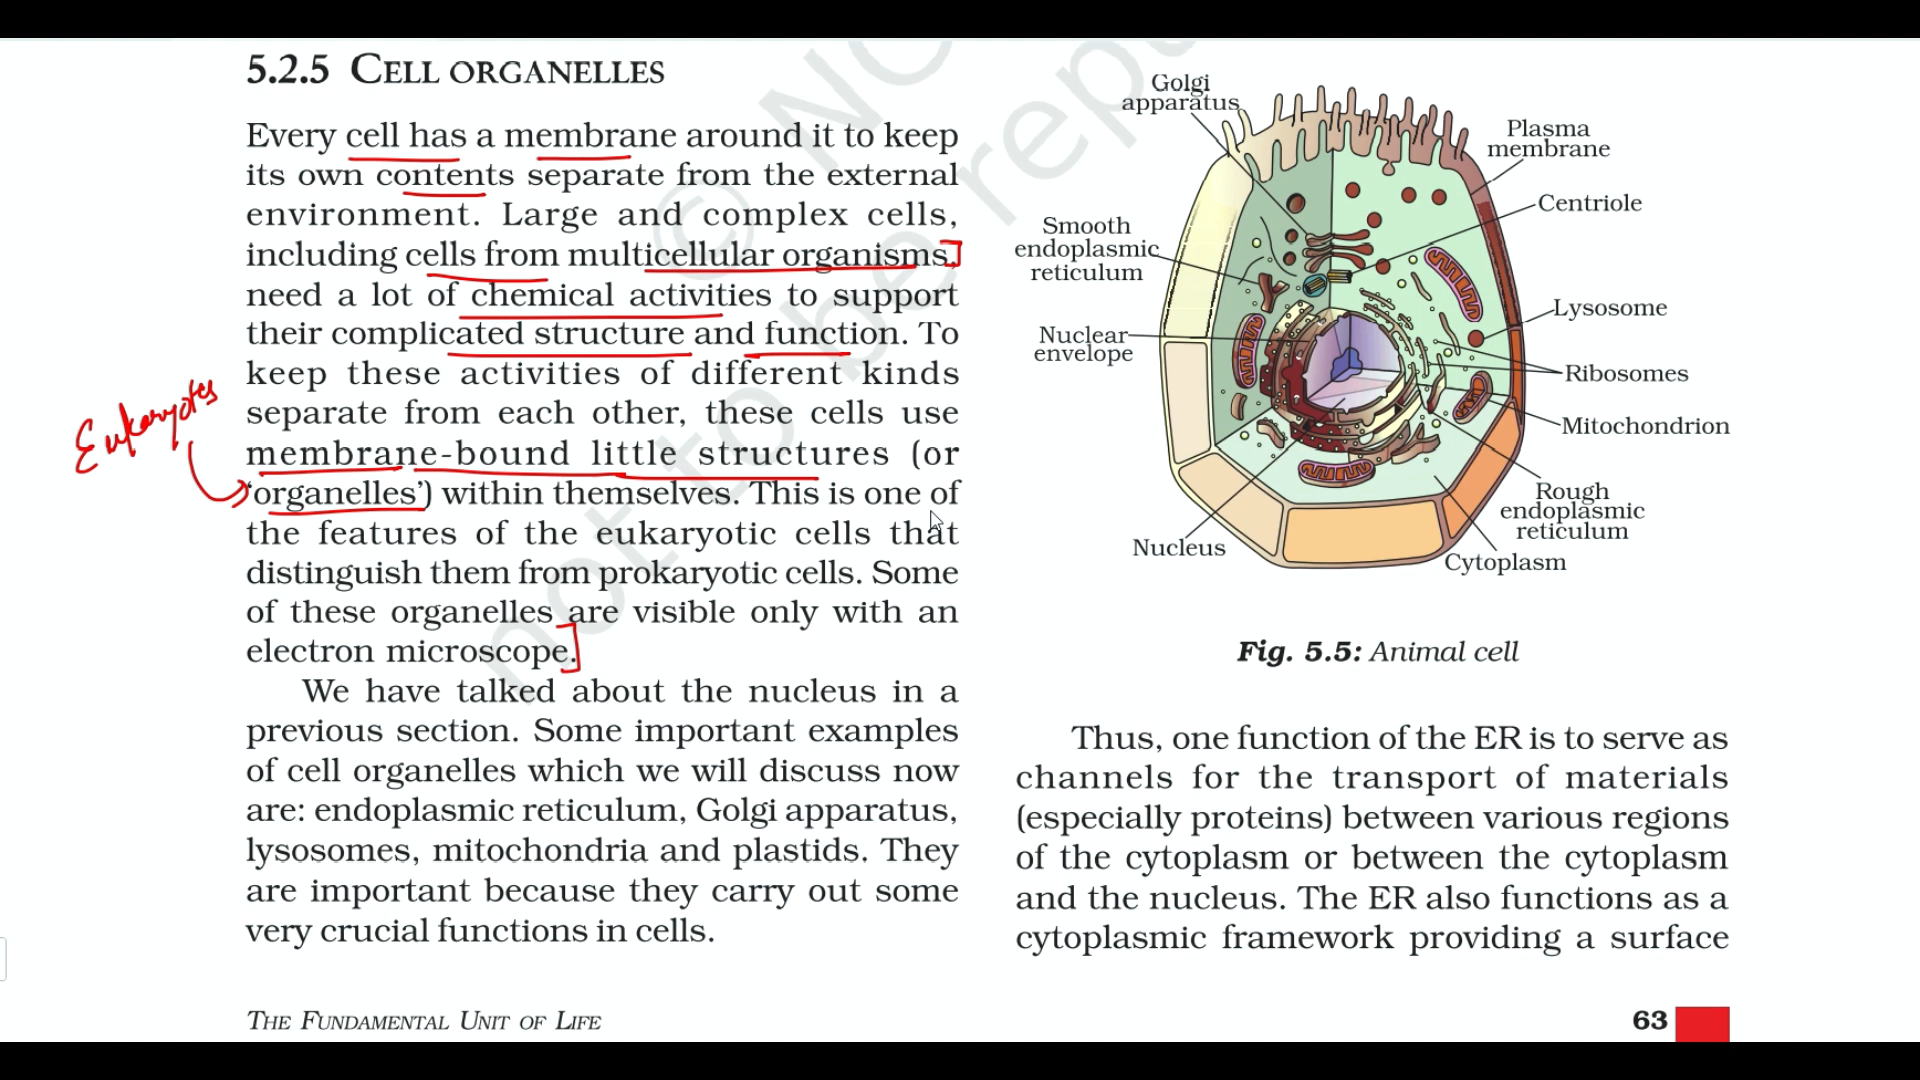 5.2.5 CELL ORGANELLES
Every cell has a membrane around it to keep
its own contents separate from the external
environment. Large and complex cells,
including cells from multicellular organisms,
need a lot of chemical activities to support
their complicated structure and function. To
keep these activities of different kinds
separate from each other, these cells use
membrane-bound little structures (or
‘organelles’) within themselves. This is one of
the features of the eukaryotic cells that
distinguish them from prokaryotic cells. Some
of these organelles are visible only with an
electron microscope.
We have talked about the nucleus in a
previous section. Some important examples
of cell organelles which we will discuss now
are: endoplasmic reticulum, Golgi apparatus,
lysosomes, mitochondria and plastids. They
are important because they carry out some
very crucial functions in cells.
Eukaryotes
Golgi
apparatus
Plasma
membrane
Centriole
Smooth
endoplasmic
reticulum
Lysosome
Nuclear
envelope
Ribosomes
Mitochondrion
Rough
endoplasmic
reticulum
Nucleus
Cytoplasm
Fig. 5.5: Animal cell
Thus, one function of the ER is to serve as
channels for the transport of materials
(especially proteins) between various regions
of the cytoplasm or between the cytoplasm
and the nucleus. The ER also functions as a
cytoplasmic framework providing a surface
THE FUNDAMENTAL UNIT OF LIFE
63
© NC
not to be rep